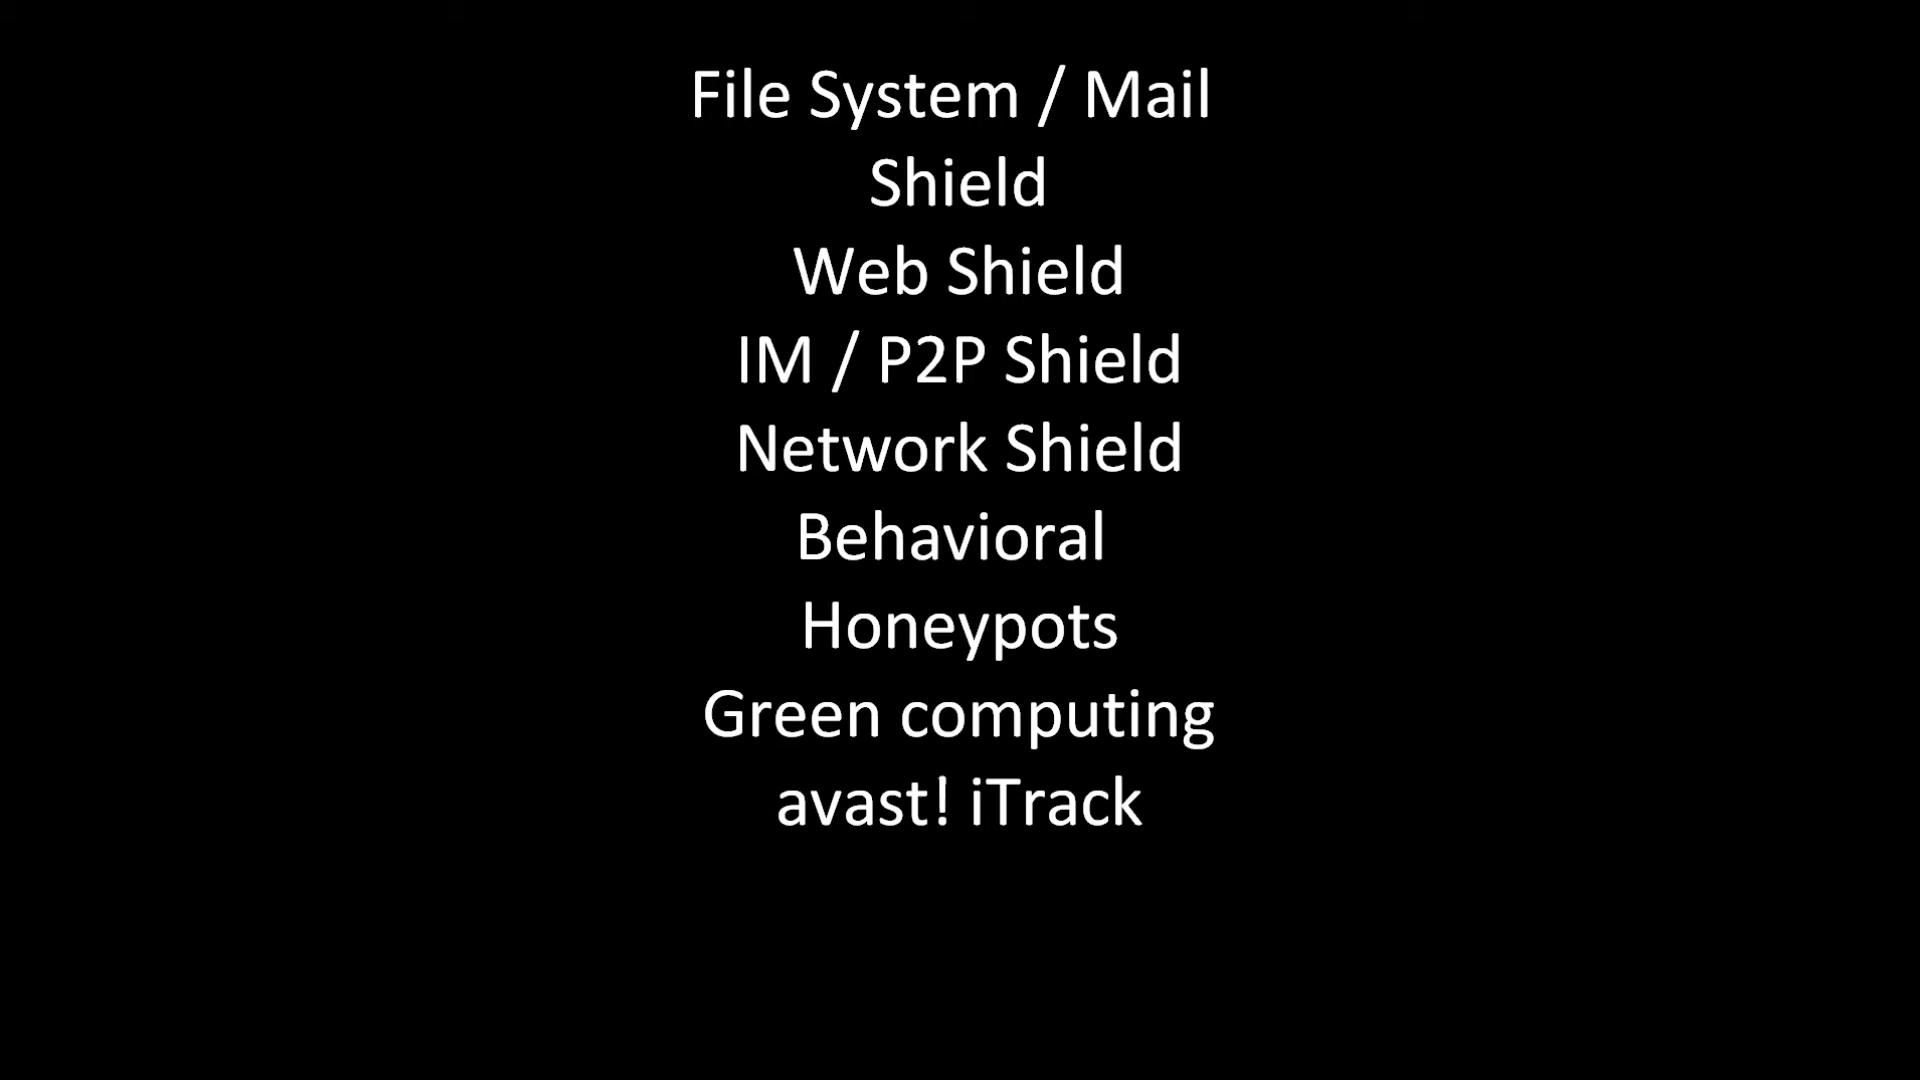 File System / Mail
Shield
Web Shield
IM / P2P Shield
Network Shield
Behavioral
Honeypots
Green computing
avast! iTrack